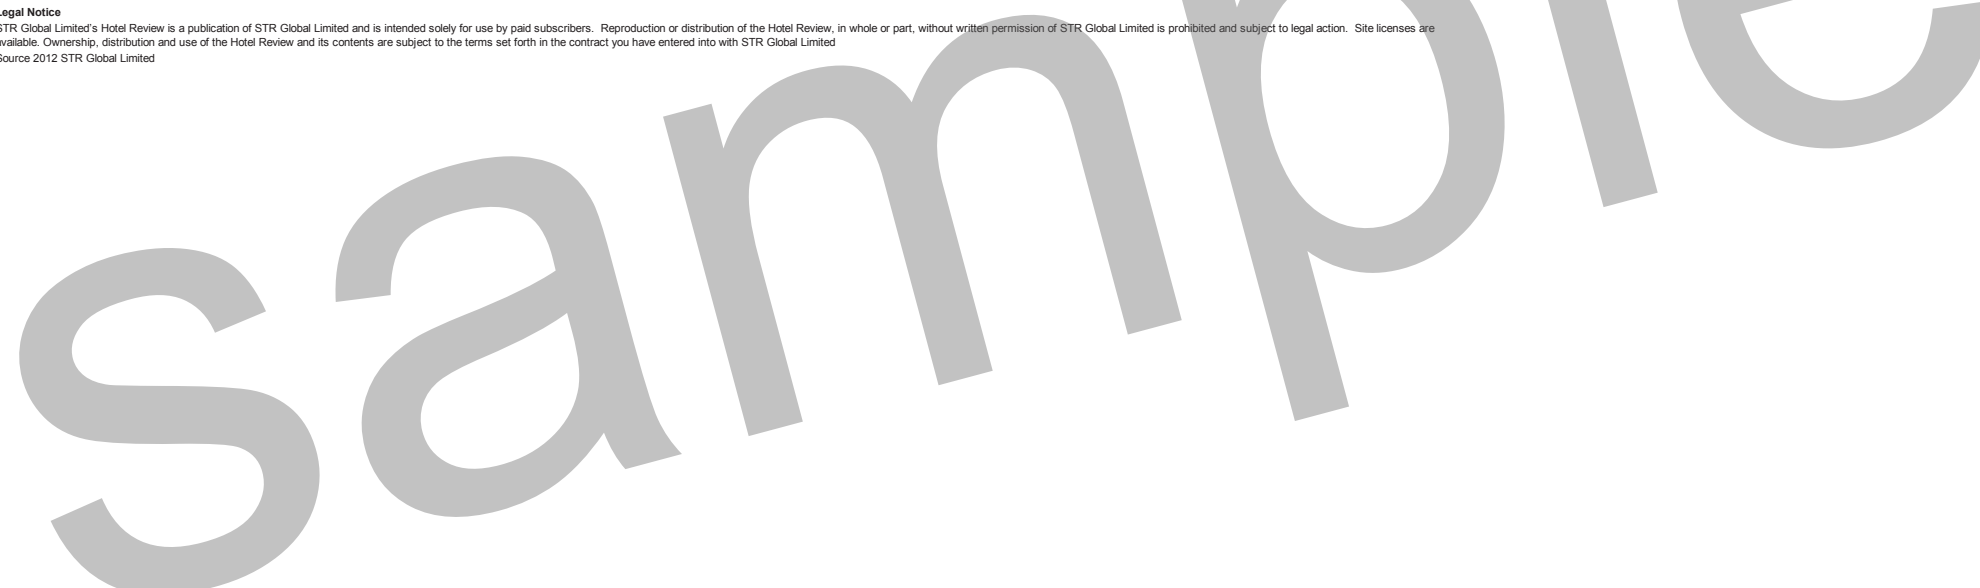 Legal Notice
STR Global Limited's Hotel Review is a publication of STR Global Limited and is intended solely for use by paid subscribers. Reproduction or distribution of the Hotel Review, in whole or part, without written permission of STR Global Limited is prohibited and subject to legal action. Site licenses are
available. Ownership, distribution and use of the Hotel Review and its contents are subject to the terms set forth in the contract you have entered into with STR Global Limited
Source 2012 STR Global Limited
sample